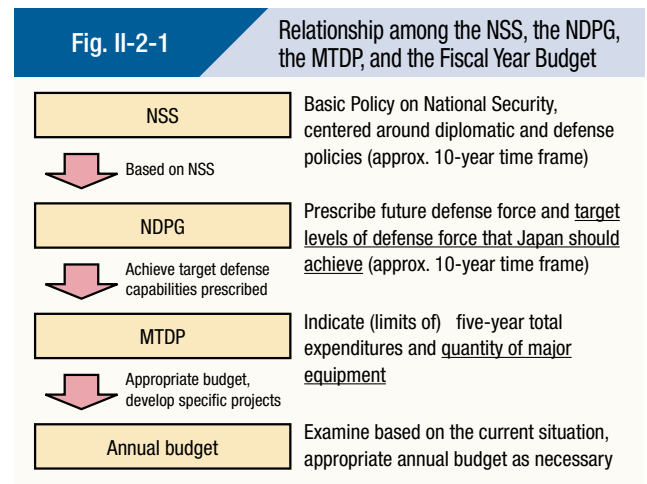 Fig. II-2-1
Relationship among the NSS, the NDPG,
the MTDP, and the Fiscal Year Budget
NSS
Basic Policy on National Security,
centered around diplomatic and defense
policies (approx. 10-year time frame)
Based on NSS
NDPG
Prescribe future defense force and target
levels of defense force that Japan should
achieve (approx. 10-year time frame)
Achieve target defense
capabilities prescribed
MTDP
Indicate (limits of) five-year total
expenditures and quantity of major
equipment
Appropriate budget,
develop specific projects
Annual budget
Examine based on the current situation,
appropriate annual budget as necessary